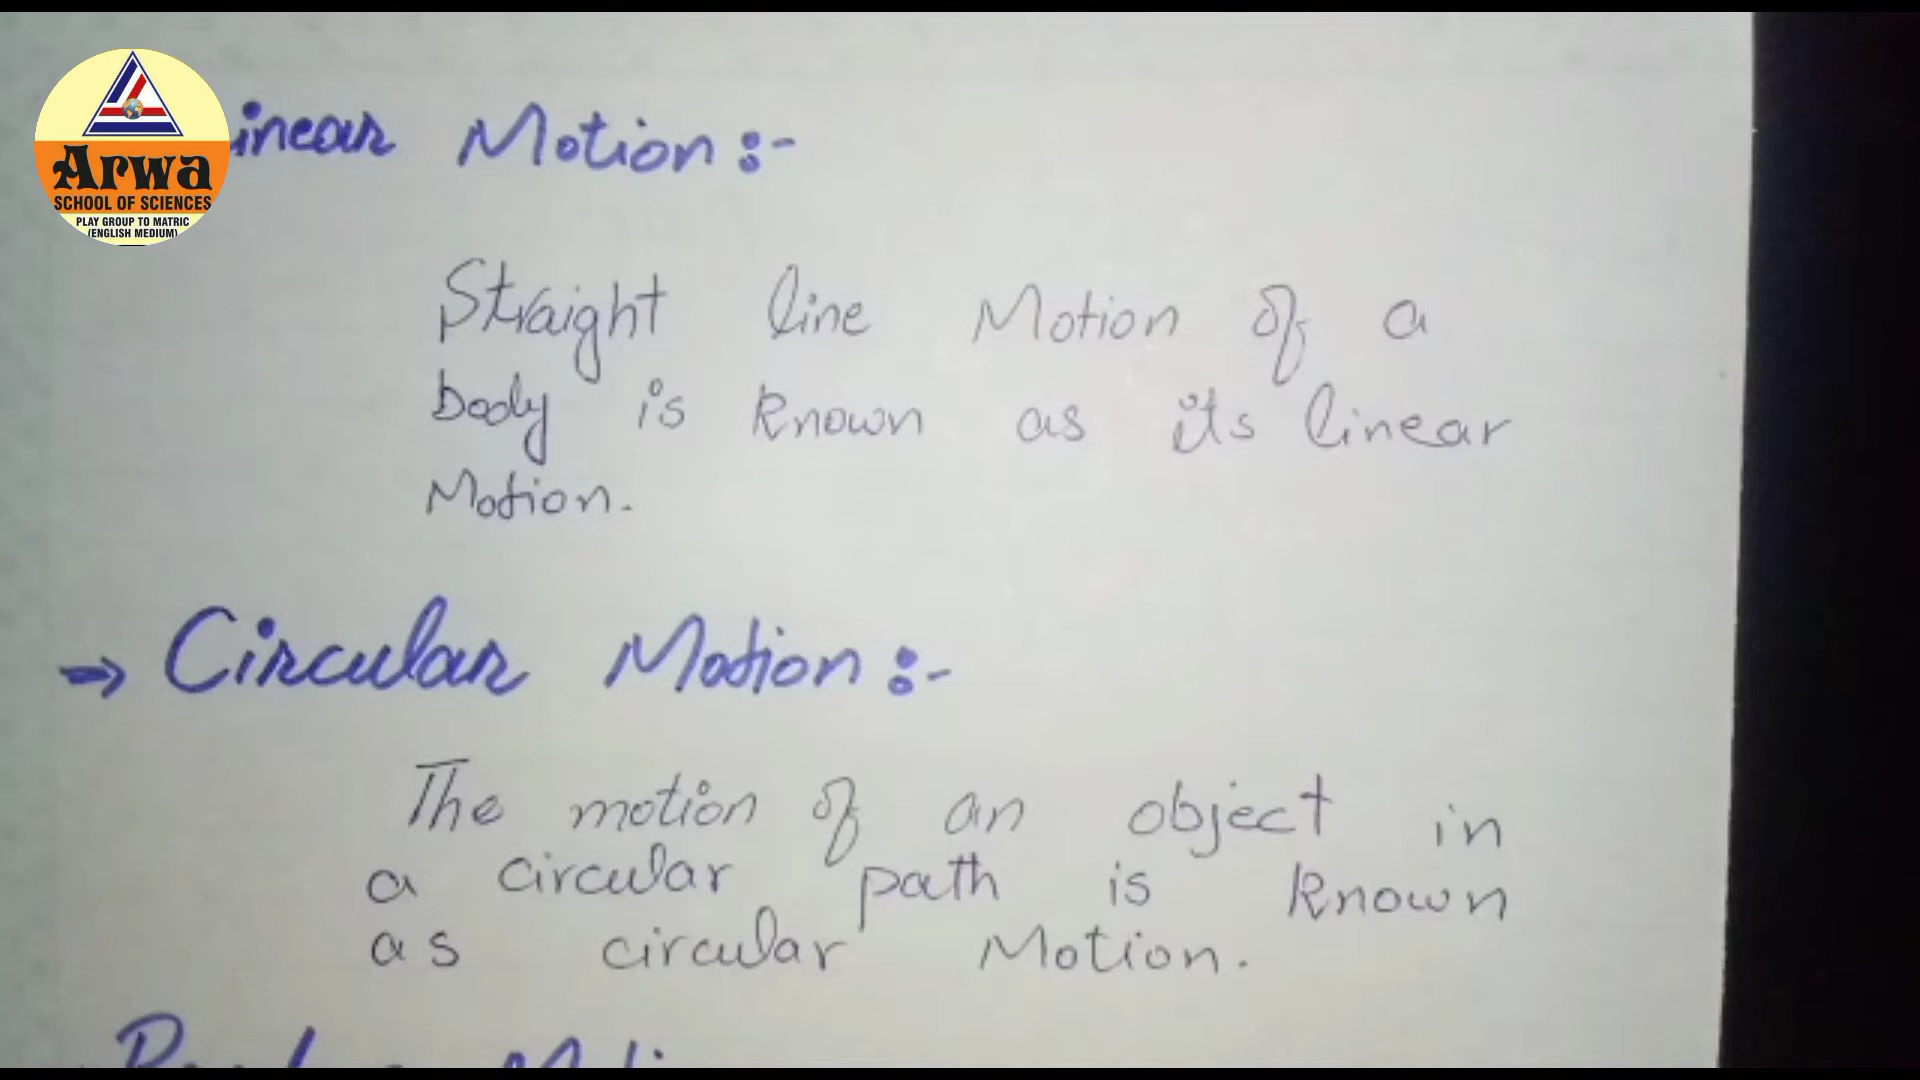 Arwa
SCHOOL OF SCIENCES
PLAY GROUP TO MATRIC
(ENGLISH MEDIUM)
inear Motion:-
Straight line Motion of a
body is known as its linear
Motion.
→ Circular Motion:-
The motion of an object in
a circular path is known
as circular Motion.